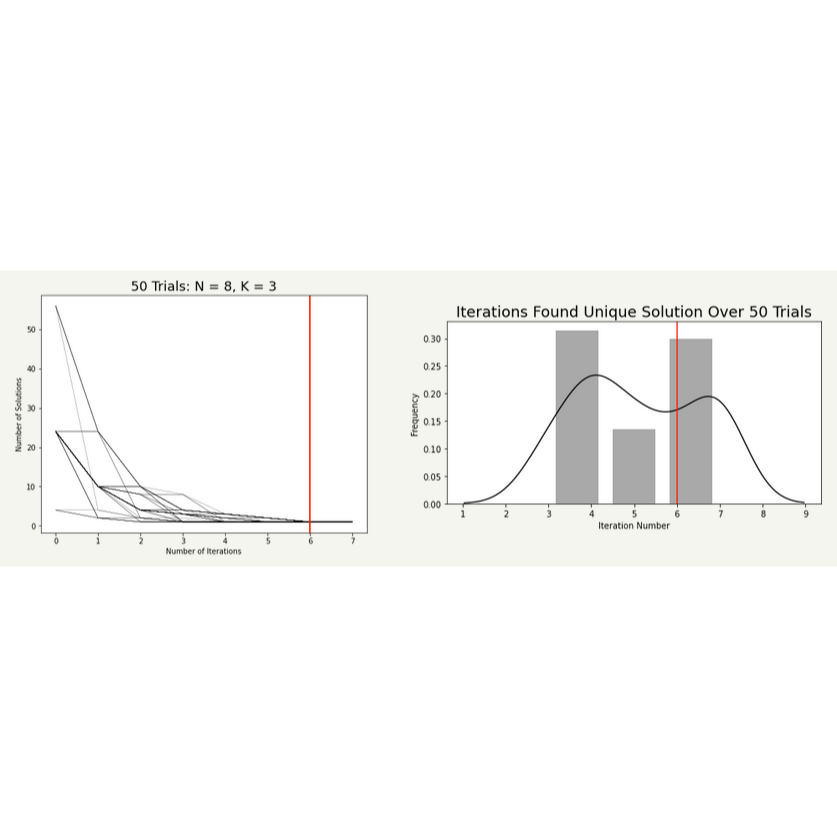 50 Trials: N = 8, K = 3
Number of Solutions
50
40
30
20
10
0
0 1 2 3 4 5 6 7
Number of Iterations
Iterations Found Unique Solution Over 50 Trials
Frequency
0.30
0.25
0.20
0.15
0.10
0.05
0.00
1 2 3 4 5 6 7 8 9
Iteration Number